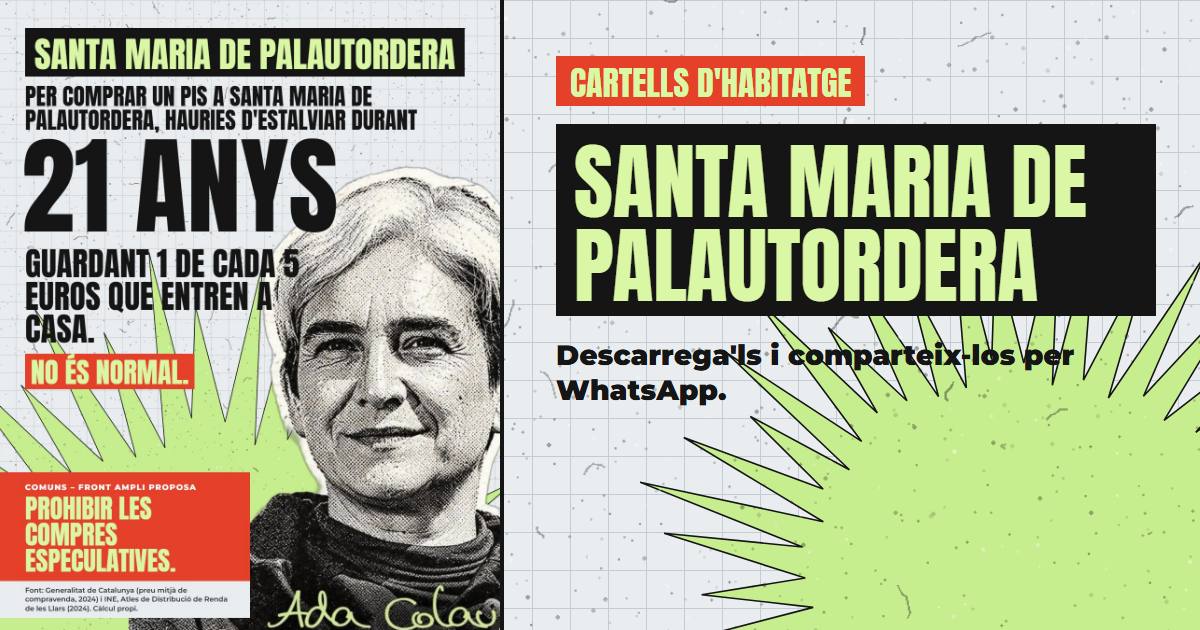 SANTA MARIA DE PALAUTORDERA
PER COMPRAR UN PIS A SANTA MARIA DE
PALAUTORDERA, HAURIES D'ESTALVIAR DURANT
21 ANYS
GUARDANT 1 DE CADA 5
EUROS QUE ENTREN A
CASA.
NO ÉS NORMAL.
COMUNS – FRONT AMPLI PROPOSA
PROHIBIR LES
COMPRES
ESPECULATIVES.
Font: Generalitat de Catalunya (preu mitjà de
compravenda, 2024) i INE, Atles de Distribució de Renda
de les Llars (2024). Càlcul propi.
Ada Colau
CARTELLS D'HABITATGE
SANTA MARIA DE
PALAUTORDERA
Descarrega'ls i comparteix-los per
WhatsApp.